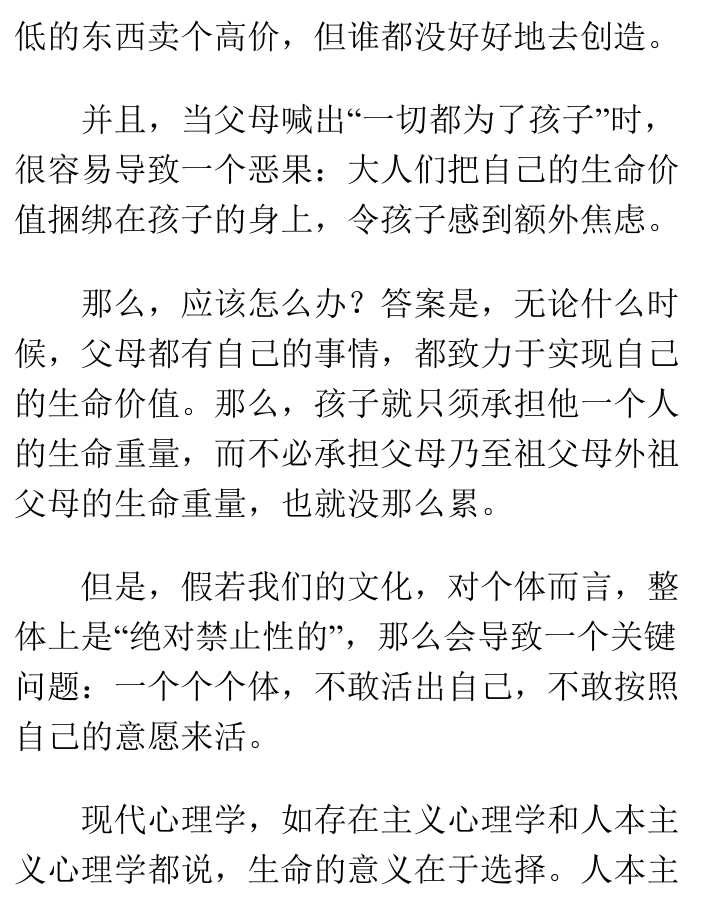 低的东西卖个高价，但谁都没好好地去创造。
并且，当父母喊出“一切都为了孩子”时，
很容易导致一个恶果：大人们把自己的生命价
值捆绑在孩子的身上，令孩子感到额外焦虑。
那么，应该怎么办？答案是，无论什么时
候，父母都有自己的事情，都致力于实现自己
的生命价值。那么，孩子就只须承担他一个人
的生命重量，而不必承担父母乃至祖父母外祖
父母的生命重量，也就没那么累。
但是，假若我们的文化，对个体而言，整
体上是“绝对禁止性的”，那么会导致一个关键
问题：一个个个体，不敢活出自己，不敢按照
自己的意愿来活。
现代心理学，如存在主义心理学和人本主
义心理学都说，生命的意义在于选择。人本主